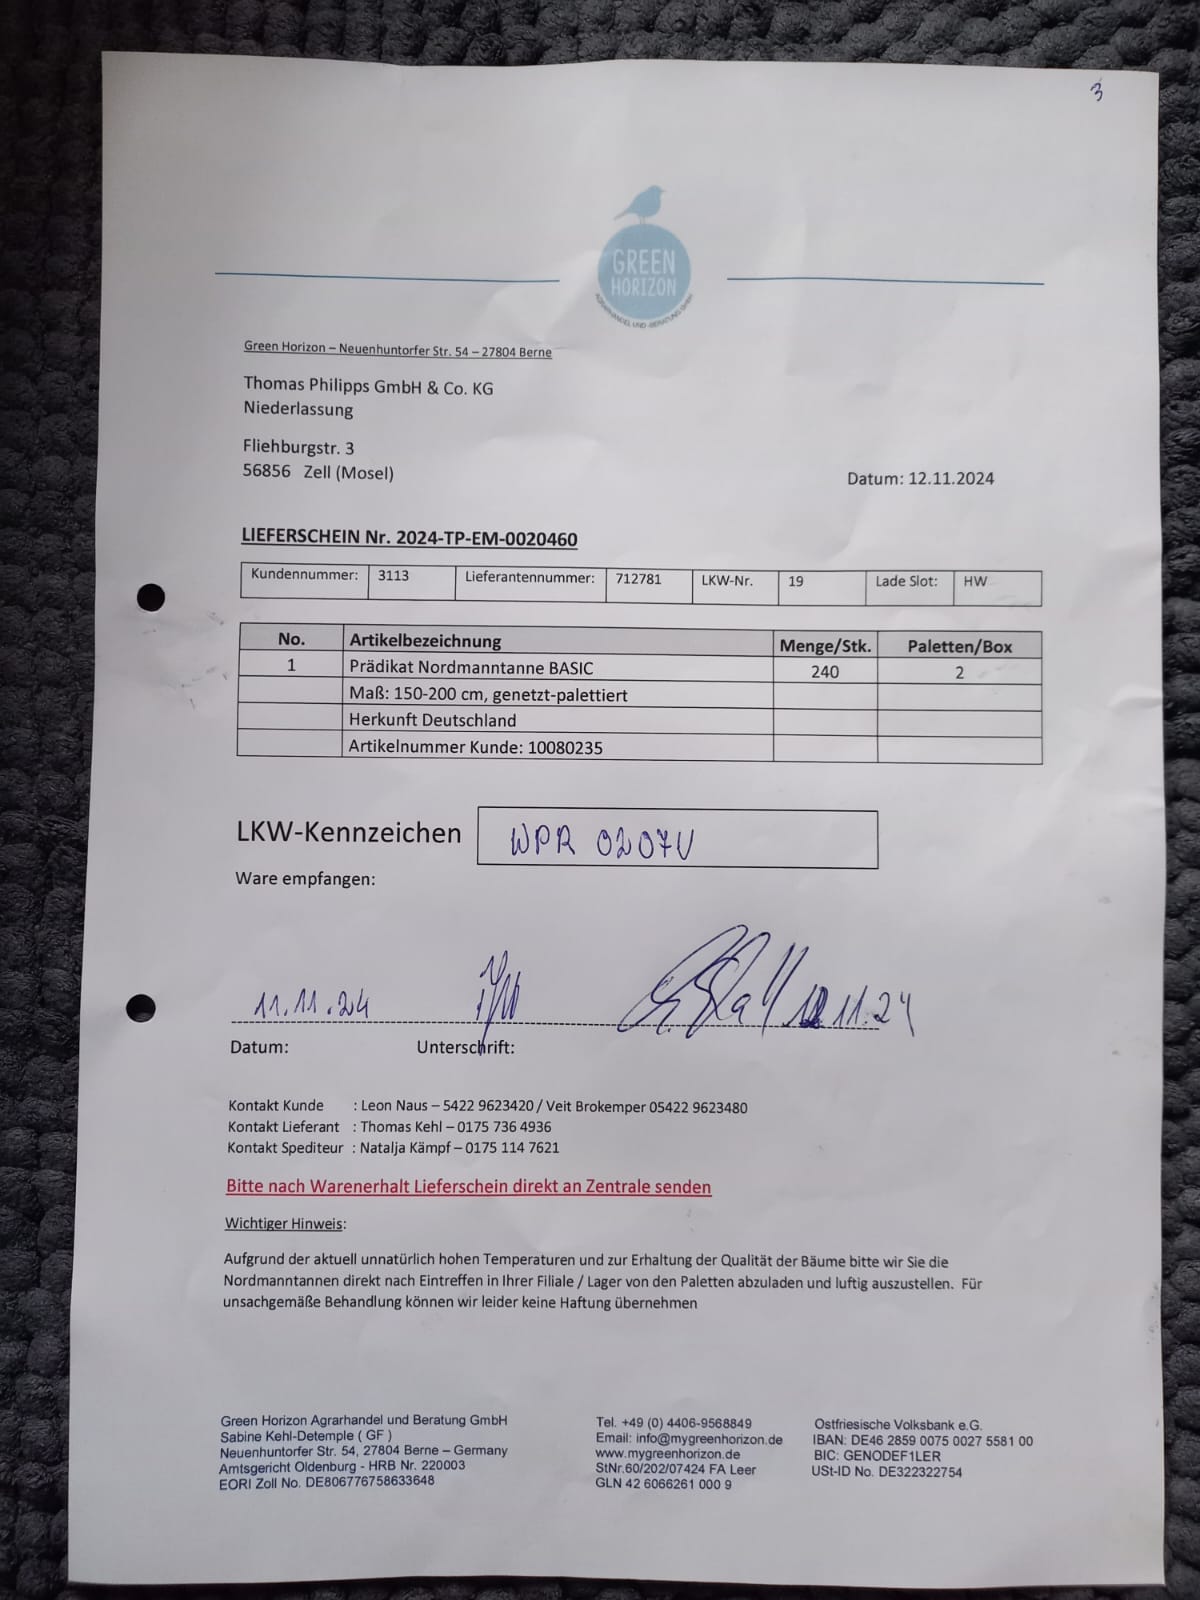 3
GREEN
HORIZON
AGRARHANDEL UND -BERATUNG GMBH
Green Horizon – Neuenhuntorfer Str. 54 – 27804 Berne
Thomas Philipps GmbH & Co. KG
Niederlassung
Fliehburgstr. 3
56856 Zell (Mosel)
Datum: 12.11.2024
LIEFERSCHEIN Nr. 2024-TP-EM-0020460
Kundennummer: 3113 Lieferantennummer: 712781 LKW-Nr. 19 Lade Slot: HW
No. Artikelbezeichnung Menge/Stk. Paletten/Box
1 Prädikat Nordmanntanne BASIC 240 2
Maß: 150-200 cm, genetzt-palettiert
Herkunft Deutschland
Artikelnummer Kunde: 10080235
LKW-Kennzeichen WPR 0207V
Ware empfangen:
11.11.24 11.24
Datum: Unterschrift:
Kontakt Kunde : Leon Naus – 5422 9623420 / Veit Brokemper 05422 9623480
Kontakt Lieferant : Thomas Kehl – 0175 736 4936
Kontakt Spediteur : Natalja Kämpf – 0175 114 7621
Bitte nach Warenerhalt Lieferschein direkt an Zentrale senden
Wichtiger Hinweis:
Aufgrund der aktuell unnatürlich hohen Temperaturen und zur Erhaltung der Qualität der Bäume bitte wir Sie die
Nordmanntannen direkt nach Eintreffen in Ihrer Filiale / Lager von den Paletten abzuladen und luftig auszustellen. Für
unsachgemäße Behandlung können wir leider keine Haftung übernehmen
Green Horizon Agrarhandel und Beratung GmbH
Sabine Kehl-Detemple ( GF )
Neuenhuntorfer Str. 54, 27804 Berne – Germany
Amtsgericht Oldenburg - HRB Nr. 220003
EORI Zoll No. DE806776758633648
Tel. +49 (0) 4406-9568849
Email: info@mygreenhorizon.de
www.mygreenhorizon.de
StNr.60/202/07424 FA Leer
GLN 42 6066261 000 9
Ostfriesische Volksbank e.G.
IBAN: DE46 2859 0075 0027 5581 00
BIC: GENODEF1LER
USt-ID No. DE322322754